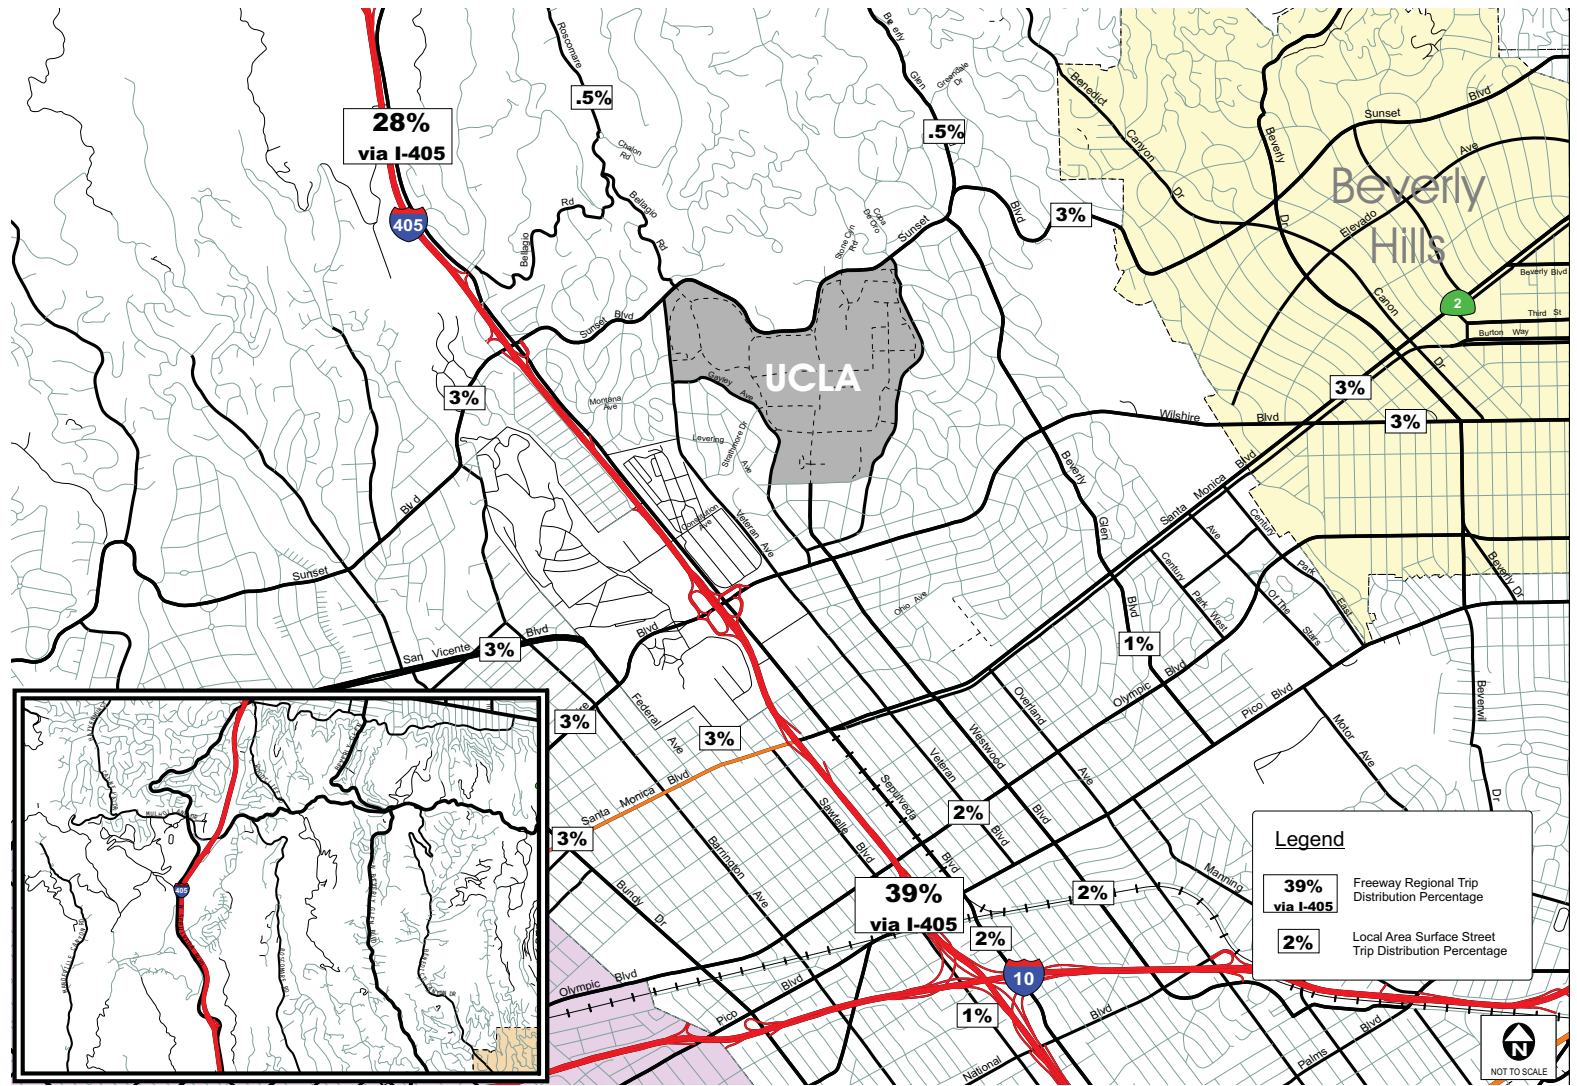 Roscomare
Beverly
Glen
Greendale
Dr
.5%
28%
via I-405
.5%
Benedict
Canyon
Dr
Sunset
Blvd
Beverly
Dr
Ave
Beverly
Hills
Elevado
Chalon
Rd
Bellagio
Rd
Rd
Bellagio
405
Stone Cyn
Rd
Copa
De Oro
Sunset
Blvd
3%
Beverly Blvd
2
Third St
Burton Way
Canon
Dr
Sunset
Blvd
UCLA
Gayley
Ave
Montana
Ave
3%
Levering
Ave
Strathmore Dr
Wilshire
Blvd
3%
3%
Blvd
Constitution
Ave
Veteran
Ave
Beverly
Glen
Blvd
Santa
Monica
Blvd
Ave
Century
Park
East
Century
Park
West
Of The
Stars
Beverly Dr
Sunset
Ohio Ave
1%
San Vicente
Blvd
3%
Blvd
Olympic
Blvd
Pico
Blvd
Beverwil
Dr
Motor
Ave
Overland
Ave
Westwood
Blvd
Veteran
Blvd
Federal
Ave
3%
3%
Santa
Monica
Blvd
3%
Sepulveda
Blvd
Sawtelle
Blvd
2%
Barrington
Ave
Bundy
Dr
39%
via I-405
2%
2%
Manning
405
Olympic
Blvd
Pico
Blvd
10
1%
Blvd
National
Palms
Blvd
Legend
39%
via I-405
Freeway Regional Trip
Distribution Percentage
2%
Local Area Surface Street
Trip Distribution Percentage
N
NOT TO SCALE